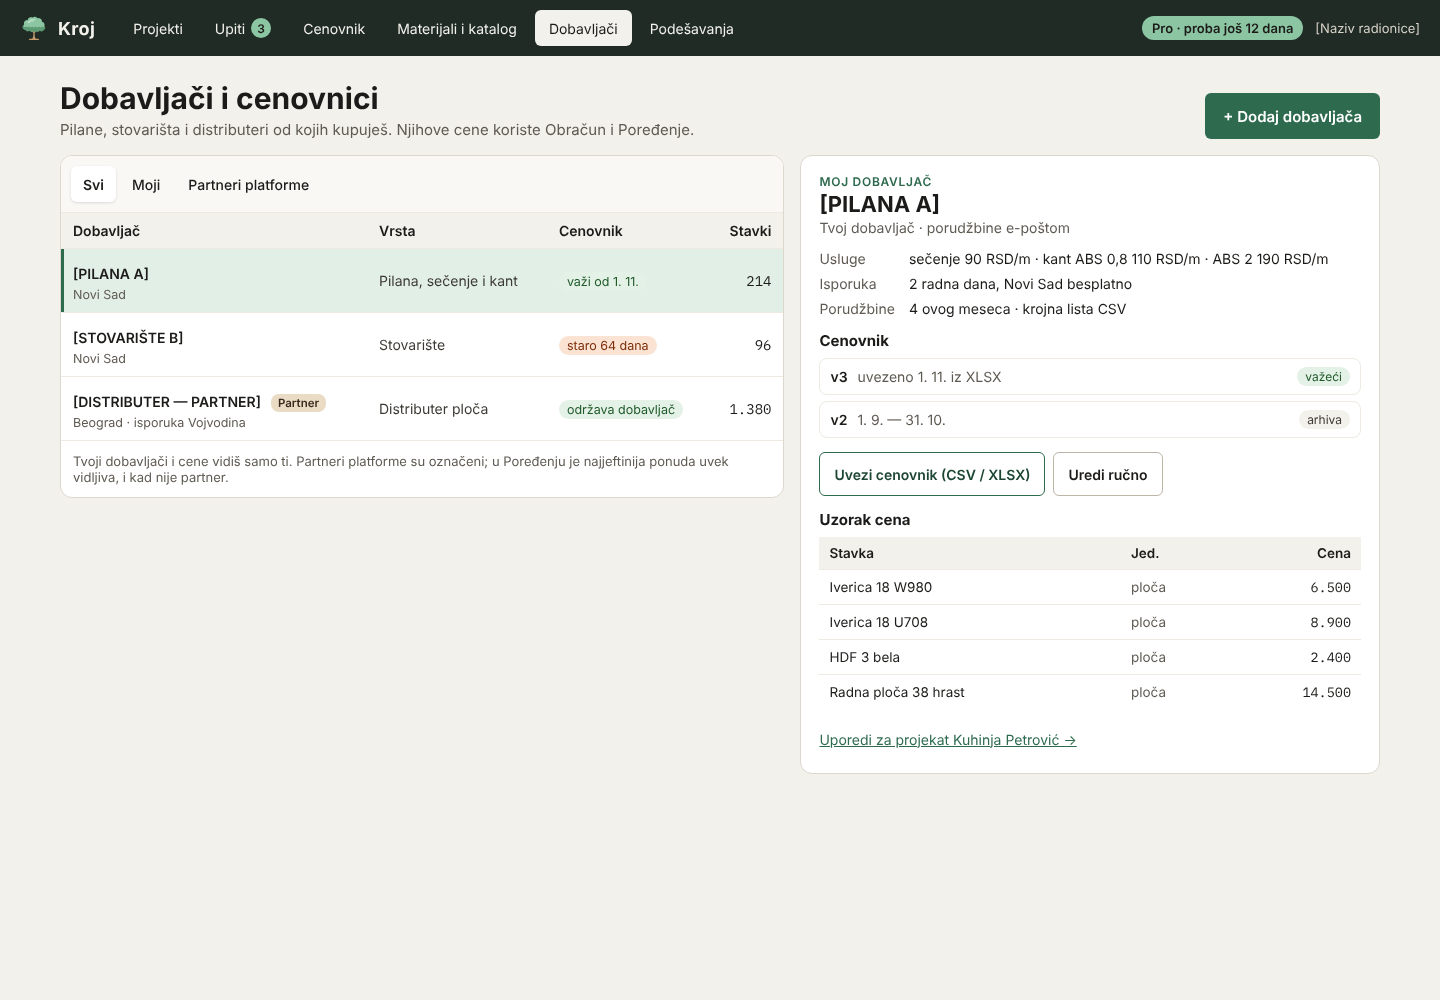 Kroj
Projekti
Upiti 3
Cenovnik
Materijali i katalog
Dobavljači
Podešavanja
Pro · proba još 12 dana
[Naziv radionice]
Dobavljači i cenovnici
Pilane, stovarišta i distributeri od kojih kupuješ. Njihove cene koriste Obračun i Poređenje.
+ Dodaj dobavljača
Svi
Moji
Partneri platforme
Dobavljač Vrsta Cenovnik Stavki
[PILANA A]
Novi Sad
Pilana, sečenje i kant
važi od 1. 11.
214
[STOVARIŠTE B]
Novi Sad
Stovarište
staro 64 dana
96
[DISTRIBUTER — PARTNER] Partner
Beograd · isporuka Vojvodina
Distributer ploča
održava dobavljač
1.380
Tvoji dobavljači i cene vidiš samo ti. Partneri platforme su označeni; u Poređenju je najjeftinija ponuda uvek
vidljiva, i kad nije partner.
MOJ DOBAVLJAČ
[PILANA A]
Tvoj dobavljač · porudžbine e-poštom
Usluge sečenje 90 RSD/m · kant ABS 0,8 110 RSD/m · ABS 2 190 RSD/m
Isporuka 2 radna dana, Novi Sad besplatno
Porudžbine 4 ovog meseca · krojna lista CSV
Cenovnik
v3 uvezeno 1. 11. iz XLSX važeći
v2 1. 9. — 31. 10. arhiva
Uvezi cenovnik (CSV / XLSX)
Uredi ručno
Uzorak cena
Stavka Jed. Cena
Iverica 18 W980 ploča 6.500
Iverica 18 U708 ploča 8.900
HDF 3 bela ploča 2.400
Radna ploča 38 hrast ploča 14.500
Uporedi za projekat Kuhinja Petrović →